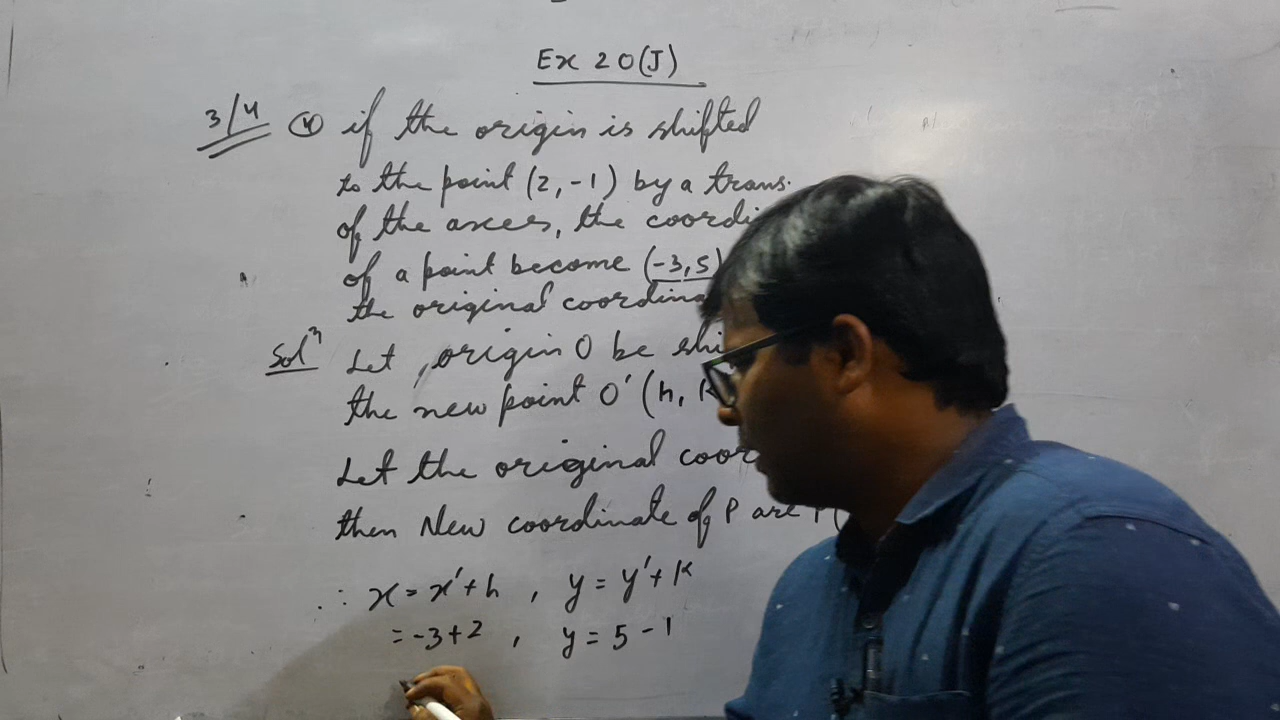 Ex 20(J)
3/4 (4) if the origin is shifted
to the point (2, -1) by a trans.
of the axces, the coordi
of a point become (-3,5)
the original coordina
Solⁿ Let, origin O be shi
the new point O' (h, k
Let the original coor
then New coordinate of P are P(
∴ x = x'+h , y = y'+k
= -3+2 , y = 5-1